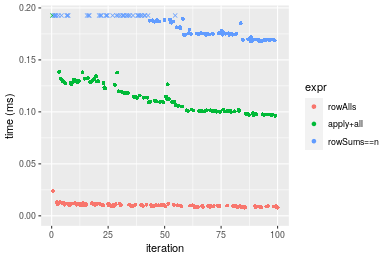 0.20
0.15
0.10
0.05
0.00
time (ms)
0
25
50
75
100
iteration
expr
rowAlls
apply+all
rowSums==n